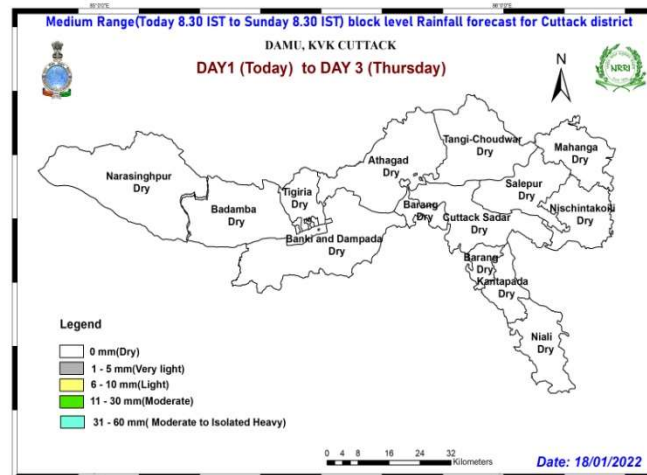 Medium Range(Today 8.30 IST to Sunday 8.30 IST) block level Rainfall forecast for Cuttack district
DAMU, KVK CUTTACK
DAY1 (Today) to DAY 3 (Thursday)
N
NRRI
Tangi-Choudwar
Dry
Mahanga
Dry
Athagad
Dry
Narasinghpur
Dry
Tigiria
Dry
Salepur
Dry
Nischintakoili
Dry
Badamba
Dry
Barang
Dry
Cuttack Sadar
Dry
Banki and Dampada
Dry
Barang
Dry
Kantapada
Dry
Niali
Dry
Legend
0 mm(Dry)
1 - 5 mm(Very light)
6 - 10 mm(Light)
11 - 30 mm(Moderate)
31 - 60 mm( Moderate to Isolated Heavy)
0 4 8 16 24 32
Kilometers
Date: 18/01/2022